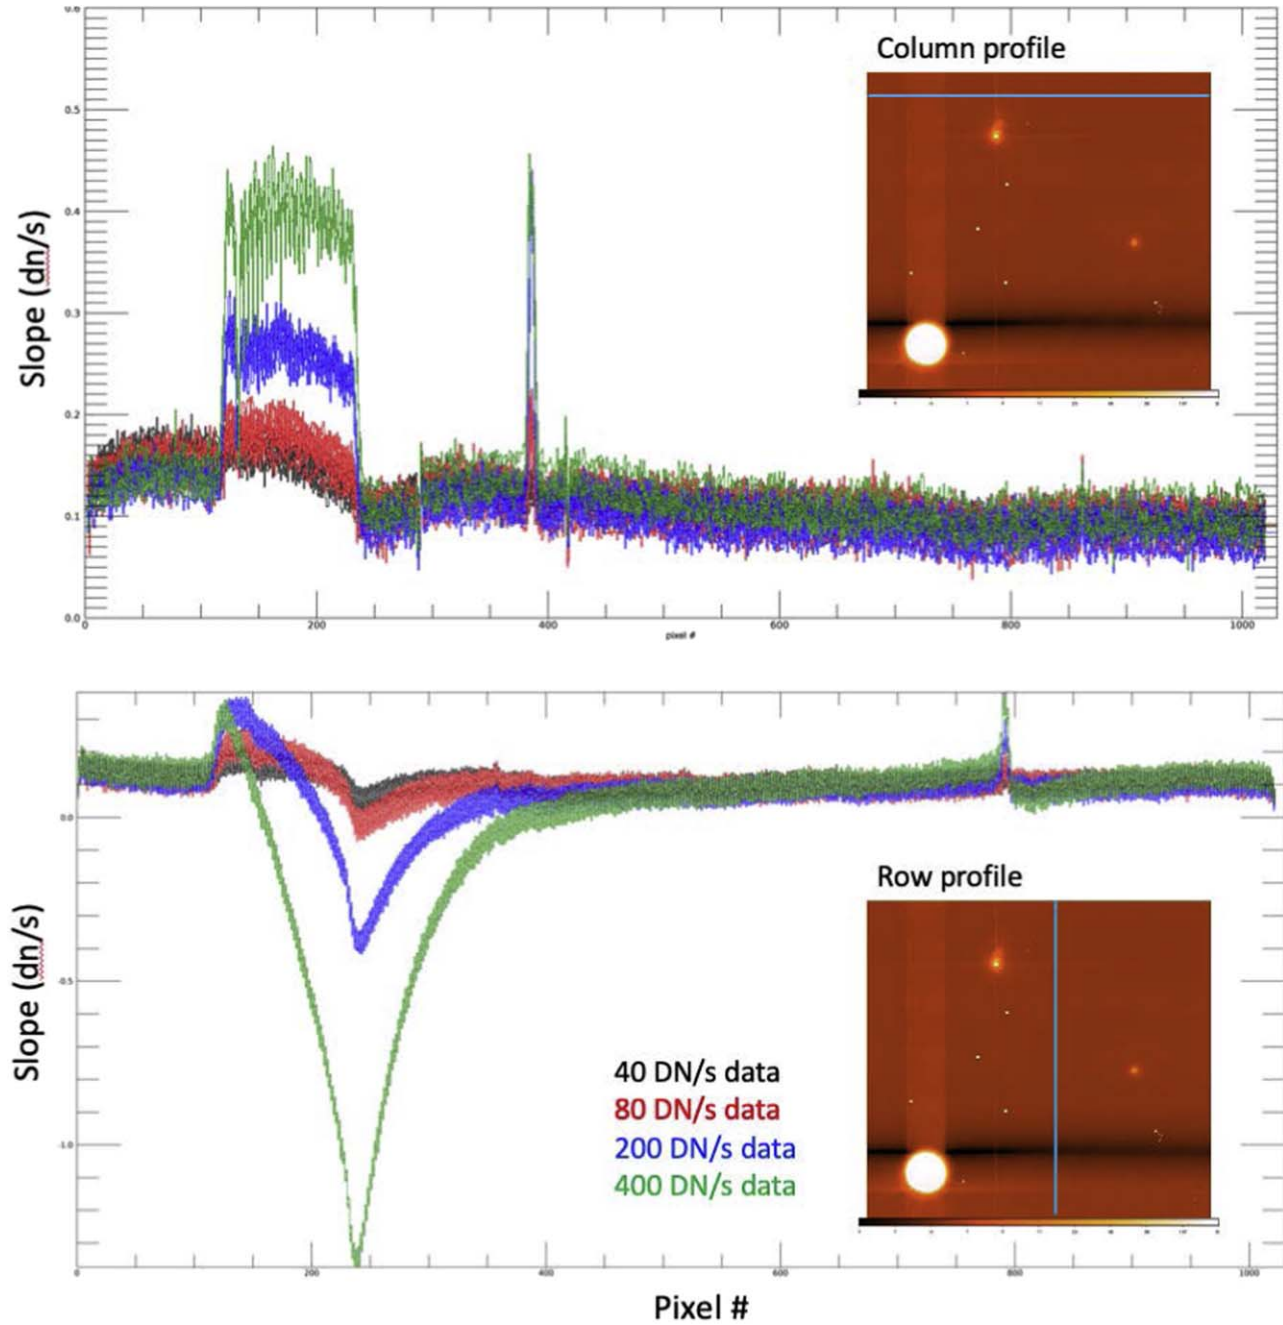 0.6
Column profile
0.5
0.4
Slope (dn/s)
0.3
0.2
0.1
0.0
0 200 400 600 800 1000
pixel #
0.0
Row profile
Slope (dn/s)
-0.5
40 DN/s data
80 DN/s data
-1.0
200 DN/s data
400 DN/s data
0 200 400 600 800 1000
Pixel #